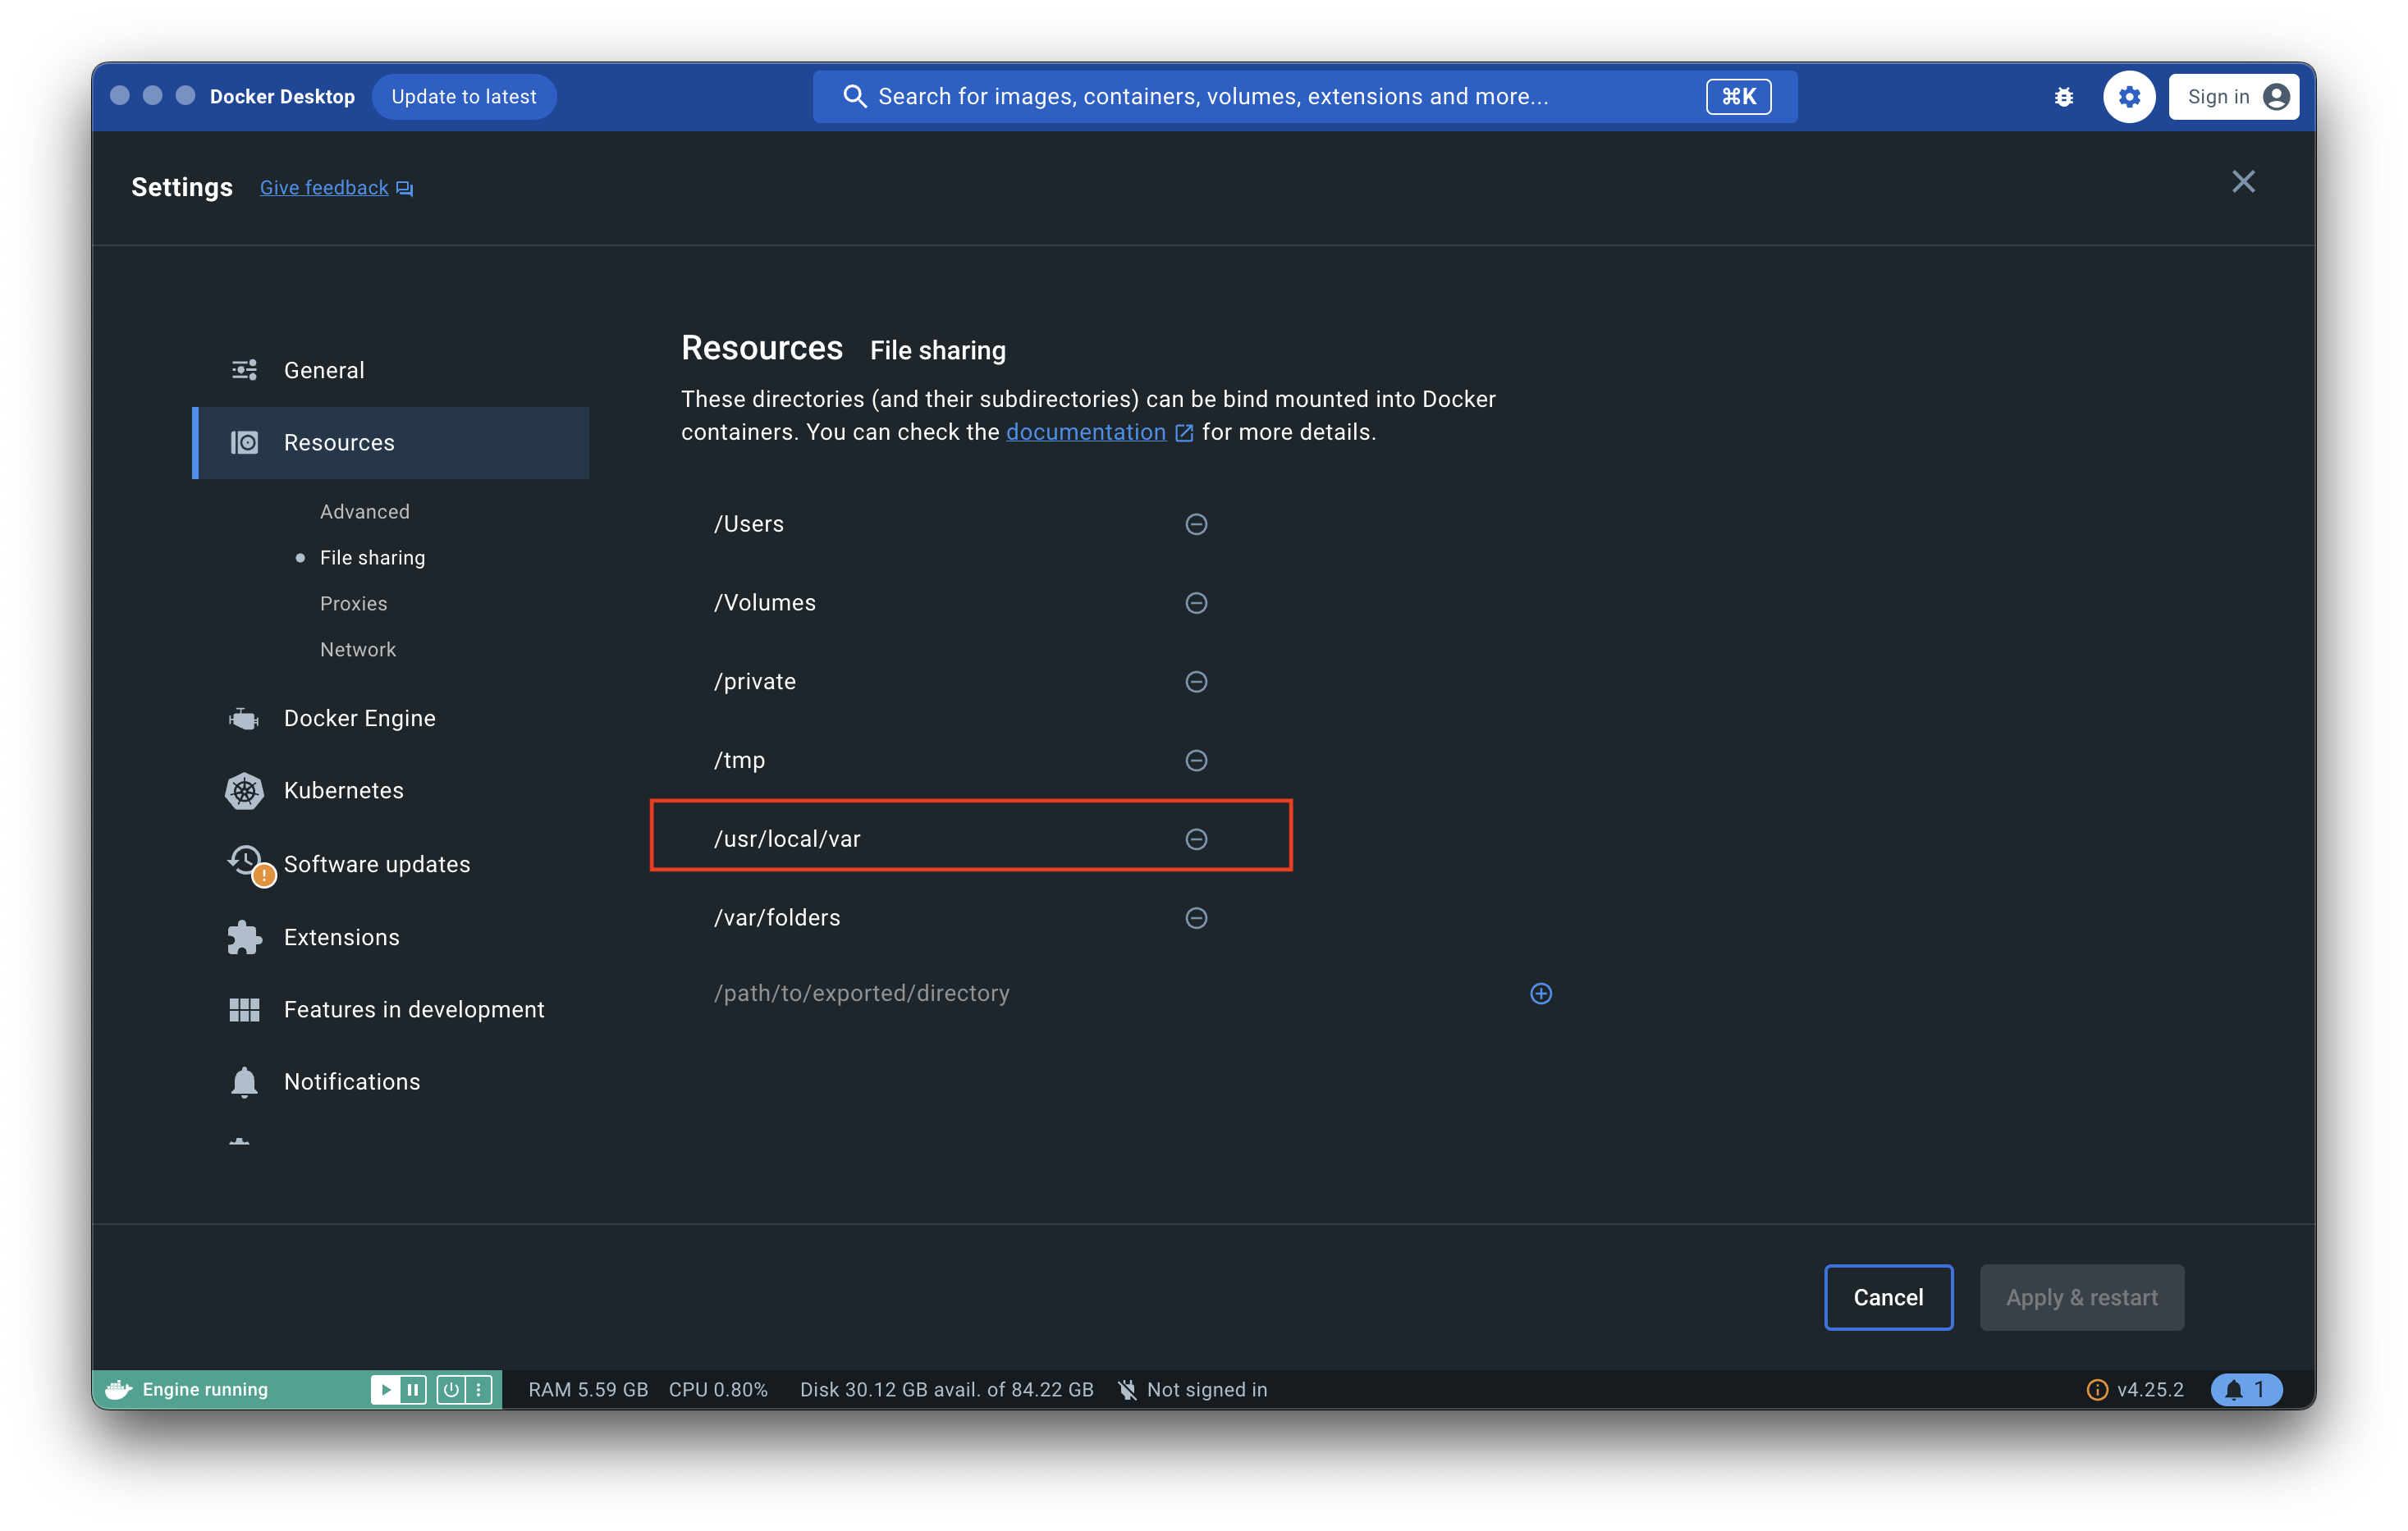 Docker Desktop Update to latest Search for images, containers, volumes, extensions and more... ⌘K Sign in
Settings Give feedback
General
Resources
Advanced
File sharing
Proxies
Network
Docker Engine
Kubernetes
Software updates
Extensions
Features in development
Notifications
Resources File sharing
These directories (and their subdirectories) can be bind mounted into Docker
containers. You can check the documentation for more details.
/Users
/Volumes
/private
/tmp
/usr/local/var
/var/folders
/path/to/exported/directory
Cancel Apply & restart
Engine running RAM 5.59 GB CPU 0.80% Disk 30.12 GB avail. of 84.22 GB Not signed in v4.25.2 1